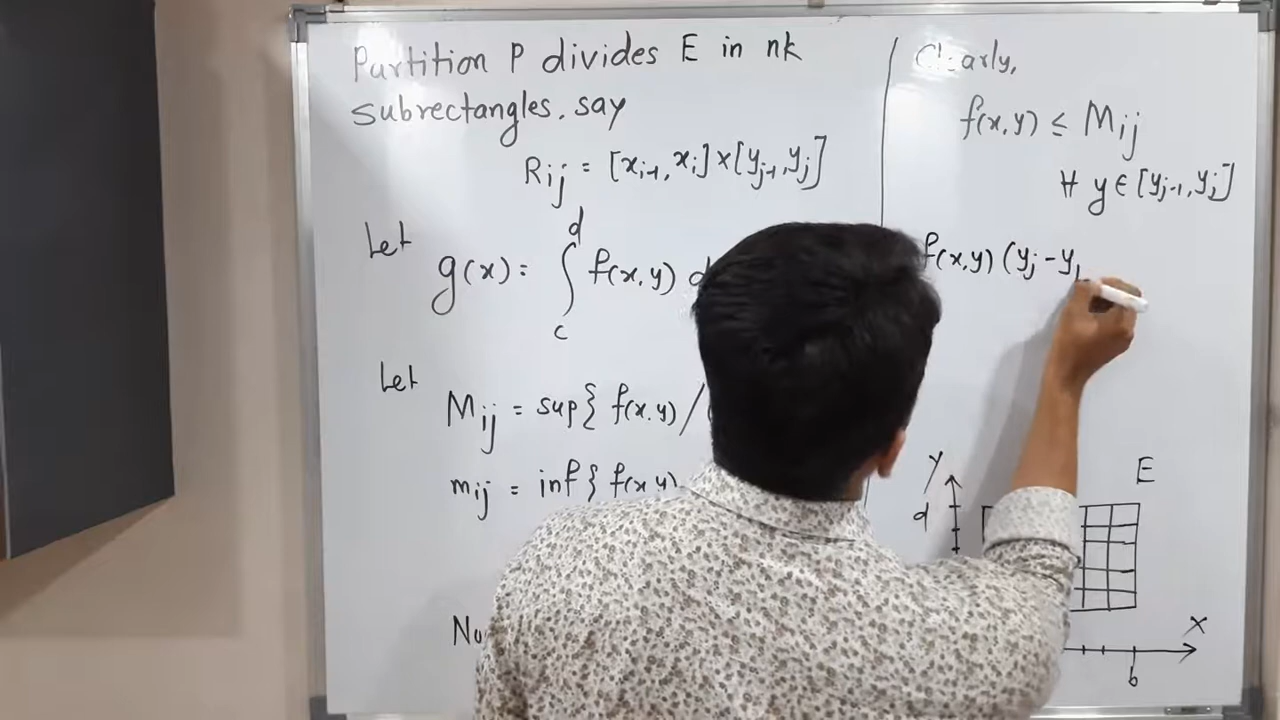 Partition P divides E in nk
subrectangles. say
Rij = [xi-1, xi] × [yj-1, yj]
Let
g(x) = ∫ f(x,y)
d
c
Let
Mij = sup { f(x,y) /
mij = inf { f(x,y)
Clearly,
f(x,y) ≤ Mij
∀ y ∈ [yj-1, yj]
f(x,y) (yj - y
Y
d
E
X
b